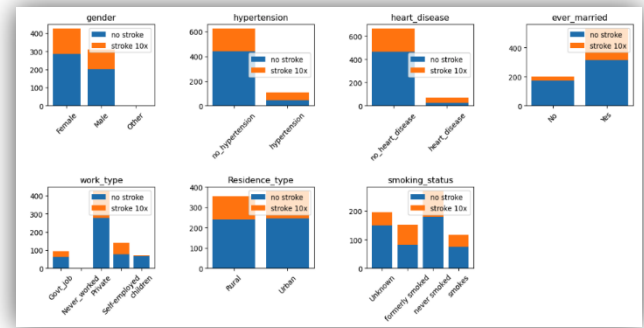 gender
400
300
200
100
0
no stroke
stroke 10x
Female
Male
Other
hypertension
600
400
200
0
no stroke
stroke 10x
no_hypertension
hypertension
heart_disease
600
400
200
0
no stroke
stroke 10x
no_heart_disease
heart_disease
ever_married
400
200
0
no stroke
stroke 10x
No
Yes
work_type
400
300
200
100
0
no stroke
stroke 10x
Govt_job
Never_worked
Private
Self-employed
children
Residence_type
400
300
200
100
0
no stroke
stroke 10x
Rural
Urban
smoking_status
200
100
0
no stroke
stroke 10x
Unknown
formerly smoked
never smoked
smokes